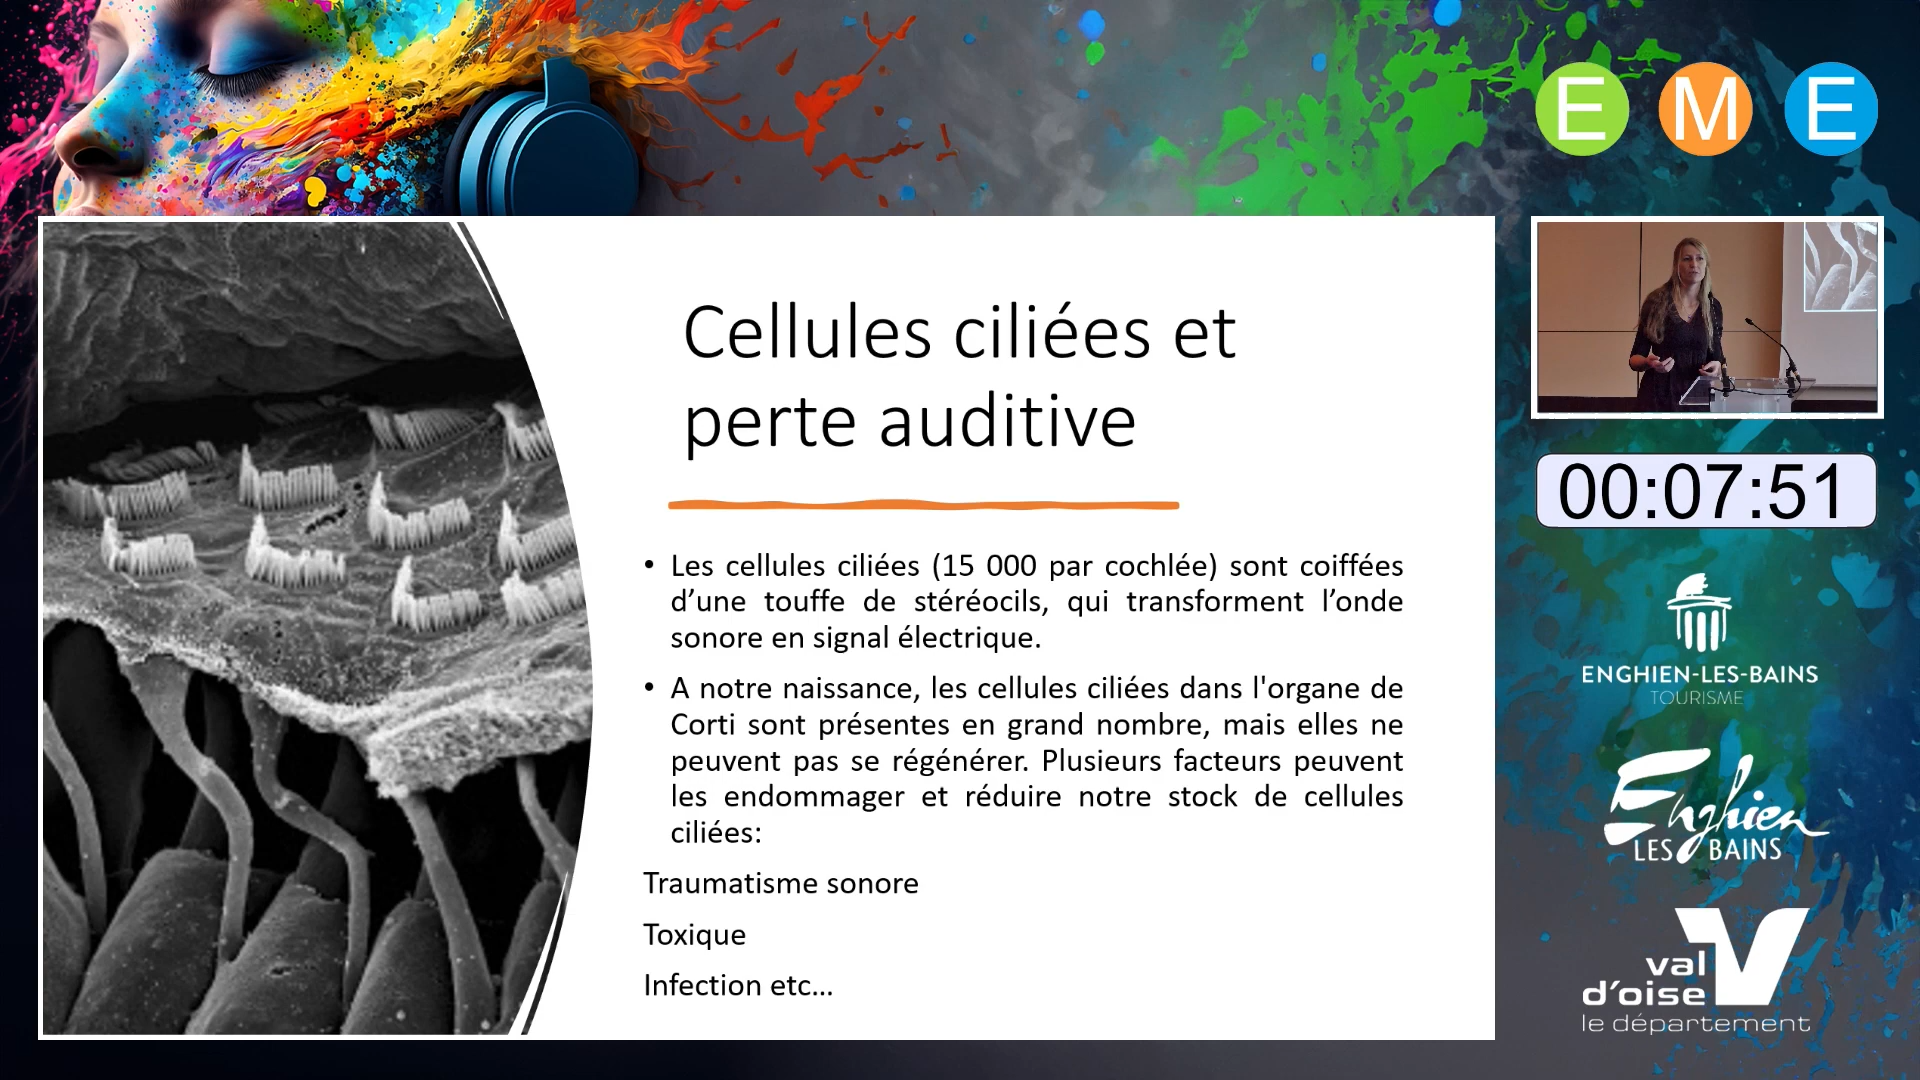 E M E
Cellules ciliées et
perte auditive
• Les cellules ciliées (15 000 par cochlée) sont coiffées
d’une touffe de stéréocils, qui transforment l’onde
sonore en signal électrique.
• A notre naissance, les cellules ciliées dans l'organe de
Corti sont présentes en grand nombre, mais elles ne
peuvent pas se régénérer. Plusieurs facteurs peuvent
les endommager et réduire notre stock de cellules
ciliées:
Traumatisme sonore
Toxique
Infection etc...
00:07:51
ENGHIEN-LES-BAINS
TOURISME
Enghien
LES BAINS
val
d’oise
le département